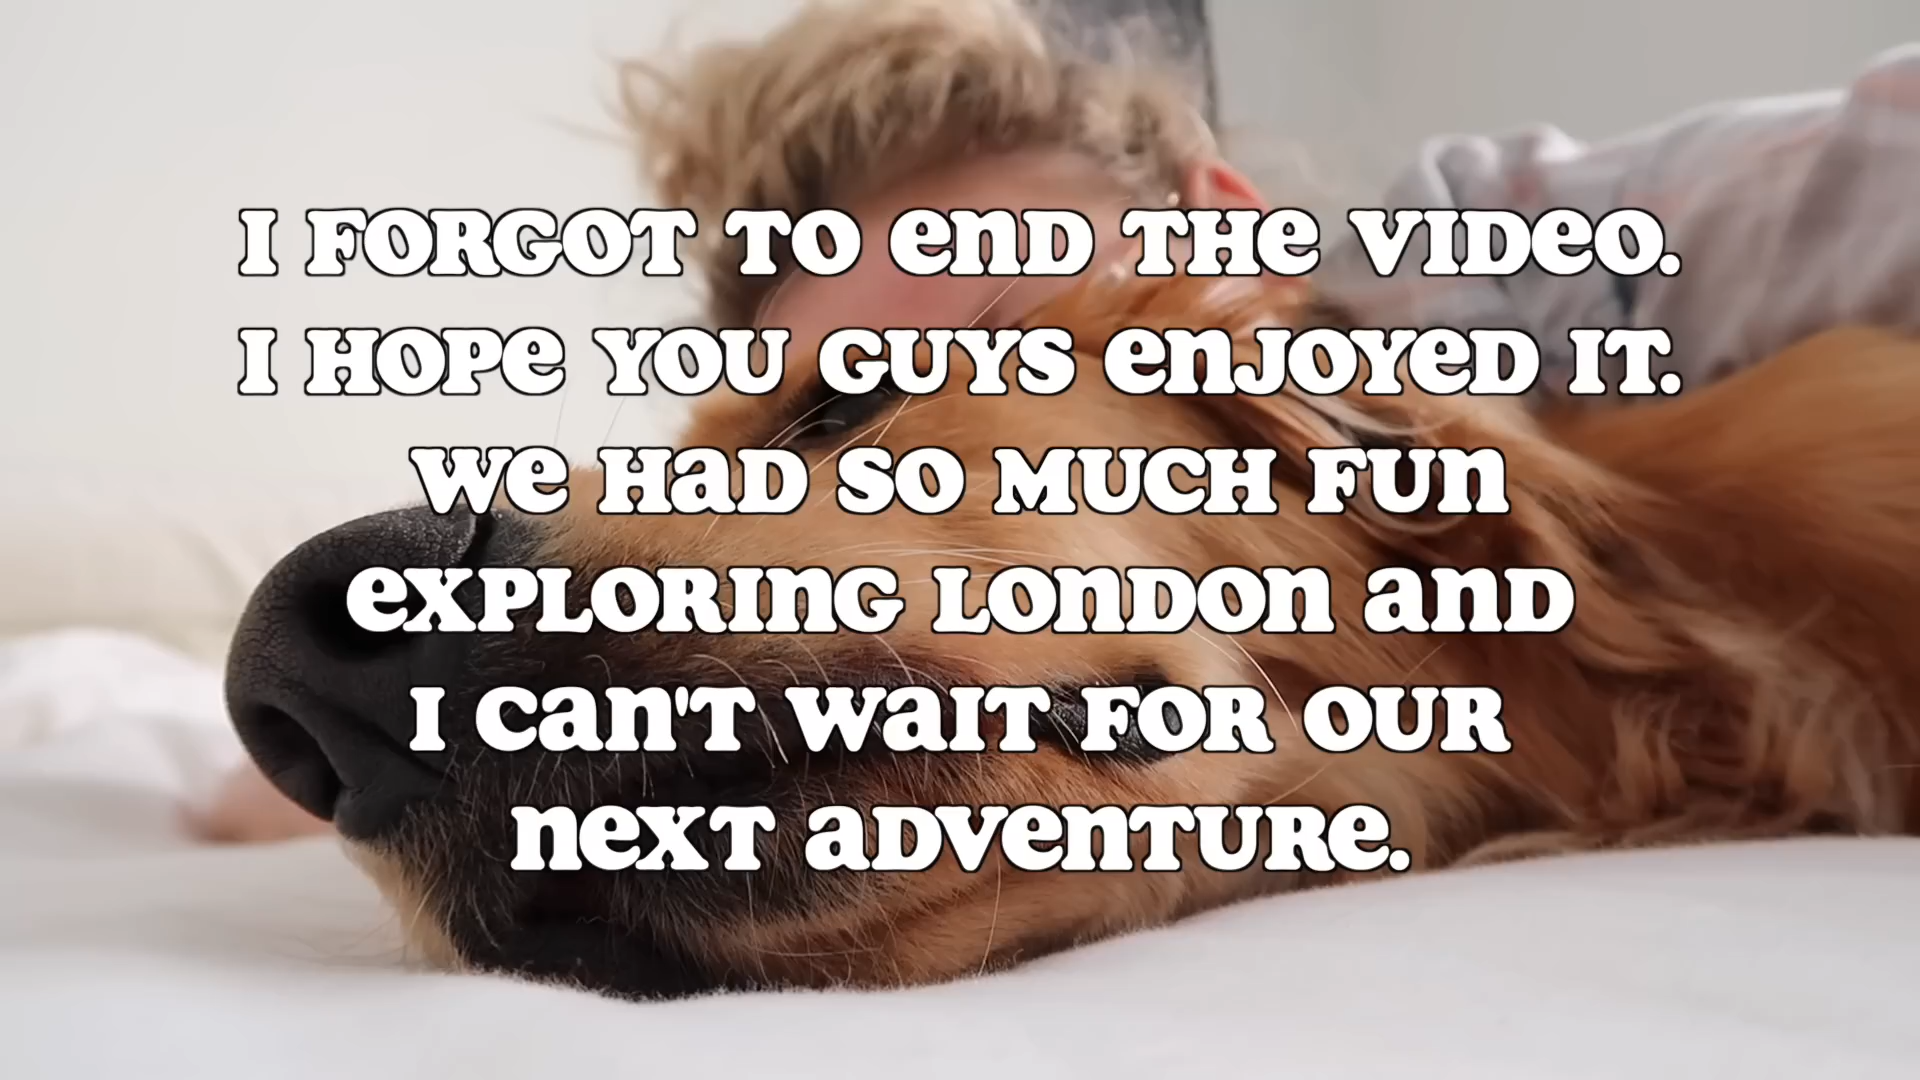 I FORGOT TO END THE VIDEO.
I HOPE YOU GUYS ENJOYED IT.
WE HAD SO MUCH FUN
EXPLORING LONDON AND
I CAN'T WAIT FOR OUR
NEXT ADVENTURE.